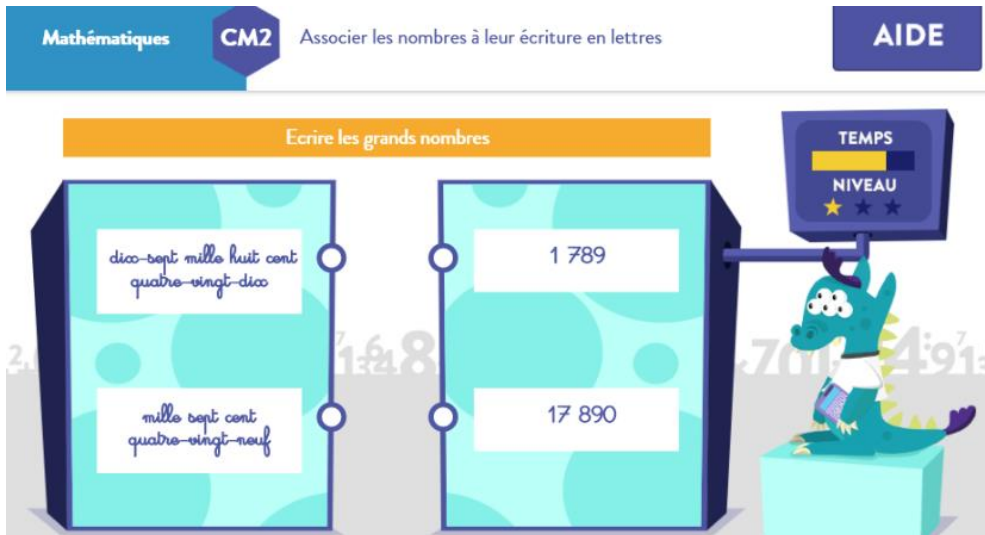 Mathématiques
CM2
Associer les nombres à leur écriture en lettres
AIDE
Ecrire les grands nombres
TEMPS
NIVEAU
dix-sept mille huit cent
quatre-vingt-dix
1 789
mille sept cent
quatre-vingt-neuf
17 890